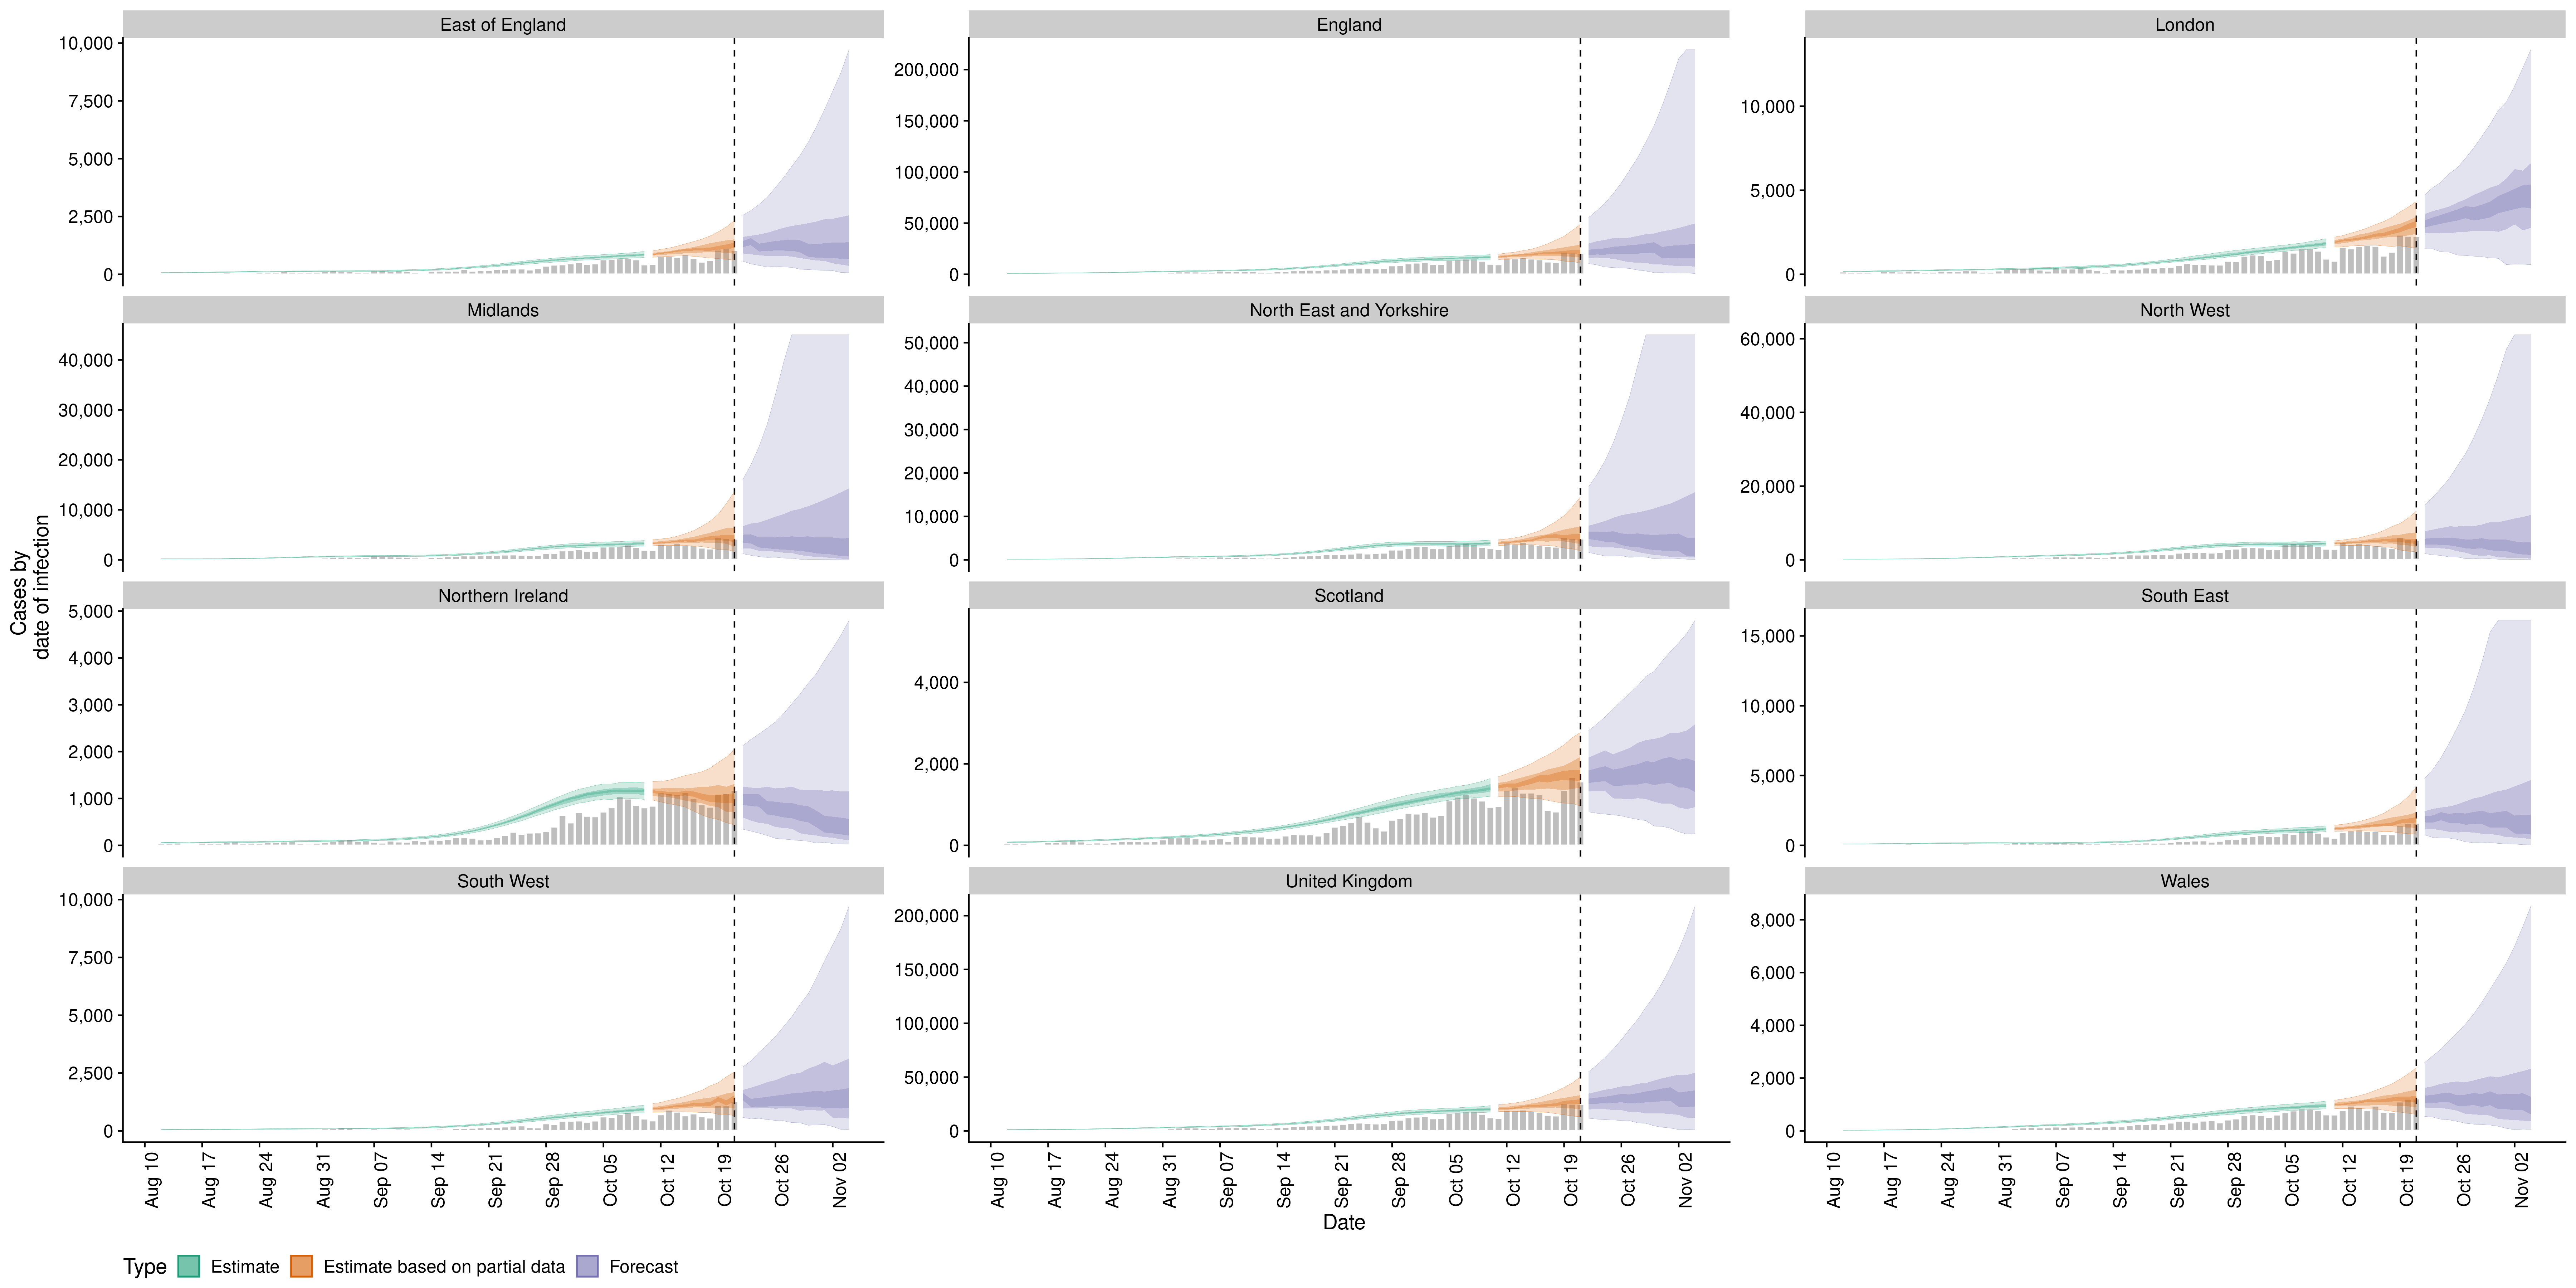 East of England
England
London
10,000
7,500
5,000
2,500
0
200,000
150,000
100,000
50,000
0
10,000
5,000
0
Midlands
North East and Yorkshire
North West
40,000
30,000
20,000
10,000
0
50,000
40,000
30,000
20,000
10,000
0
60,000
40,000
20,000
0
Cases by
date of infection
Northern Ireland
Scotland
South East
5,000
4,000
3,000
2,000
1,000
0
4,000
2,000
0
15,000
10,000
5,000
0
South West
United Kingdom
Wales
10,000
7,500
5,000
2,500
0
200,000
150,000
100,000
50,000
0
8,000
6,000
4,000
2,000
0
Aug 10
Aug 17
Aug 24
Aug 31
Sep 07
Sep 14
Sep 21
Sep 28
Oct 05
Oct 12
Oct 19
Oct 26
Nov 02
Aug 10
Aug 17
Aug 24
Aug 31
Sep 07
Sep 14
Sep 21
Sep 28
Oct 05
Oct 12
Oct 19
Oct 26
Nov 02
Aug 10
Aug 17
Aug 24
Aug 31
Sep 07
Sep 14
Sep 21
Sep 28
Oct 05
Oct 12
Oct 19
Oct 26
Nov 02
Date
Type
Estimate
Estimate based on partial data
Forecast